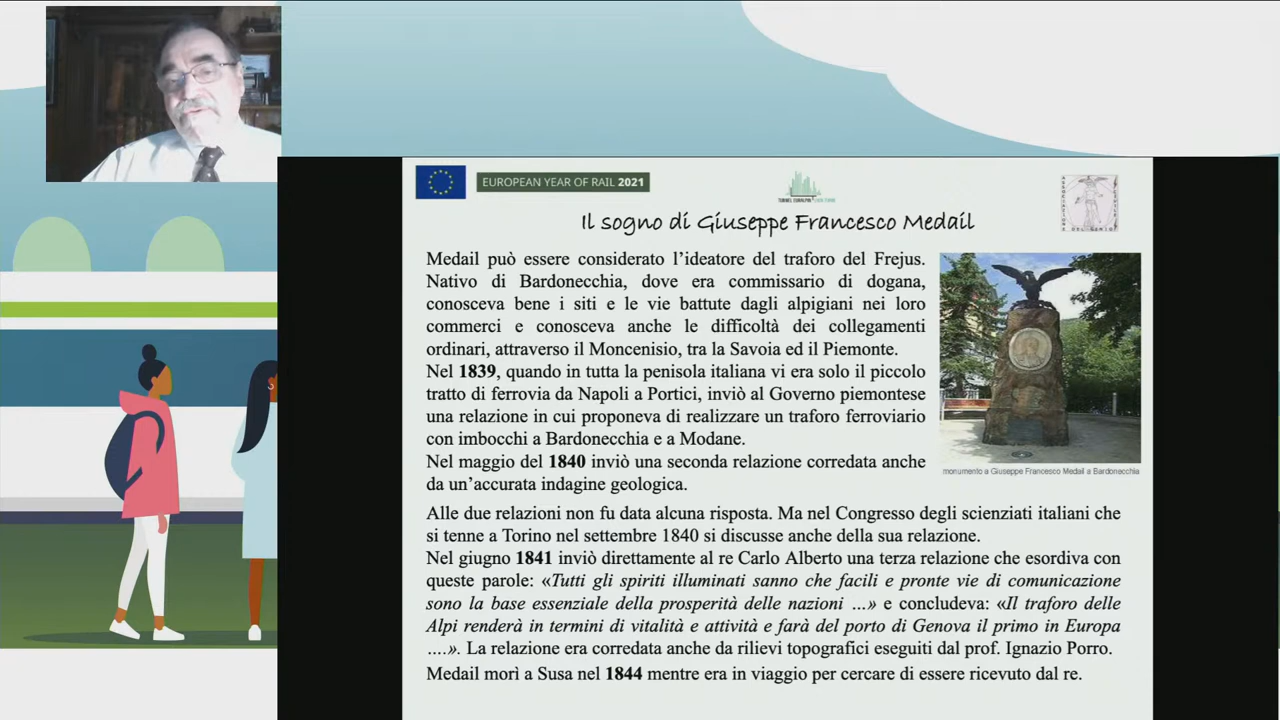 EUROPEAN YEAR OF RAIL 2021
Il sogno di Giuseppe Francesco Medail
Medail può essere considerato l'ideatore del traforo del Frejus.
Nativo di Bardonecchia, dove era commissario di dogana,
conosceva bene i siti e le vie battute dagli alpigiani nei loro
commerci e conosceva anche le difficoltà dei collegamenti
ordinari, attraverso il Moncenisio, tra la Savoia ed il Piemonte.
Nel 1839, quando in tutta la penisola italiana vi era solo il piccolo
tratto di ferrovia da Napoli a Portici, inviò al Governo piemontese
una relazione in cui proponeva di realizzare un traforo ferroviario
con imbocchi a Bardonecchia e a Modane.
Nel maggio del 1840 inviò una seconda relazione corredata anche
da un'accurata indagine geologica.
monumento a Giuseppe Francesco Medail a Bardonecchia
Alle due relazioni non fu data alcuna risposta. Ma nel Congresso degli scienziati italiani che
si tenne a Torino nel settembre 1840 si discusse anche della sua relazione.
Nel giugno 1841 inviò direttamente al re Carlo Alberto una terza relazione che esordiva con
queste parole: «Tutti gli spiriti illuminati sanno che facili e pronte vie di comunicazione
sono la base essenziale della prosperità delle nazioni ...» e concludeva: «Il traforo delle
Alpi renderà in termini di vitalità e attività e farà del porto di Genova il primo in Europa
....». La relazione era corredata anche da rilievi topografici eseguiti dal prof. Ignazio Porro.
Medail morì a Susa nel 1844 mentre era in viaggio per cercare di essere ricevuto dal re.